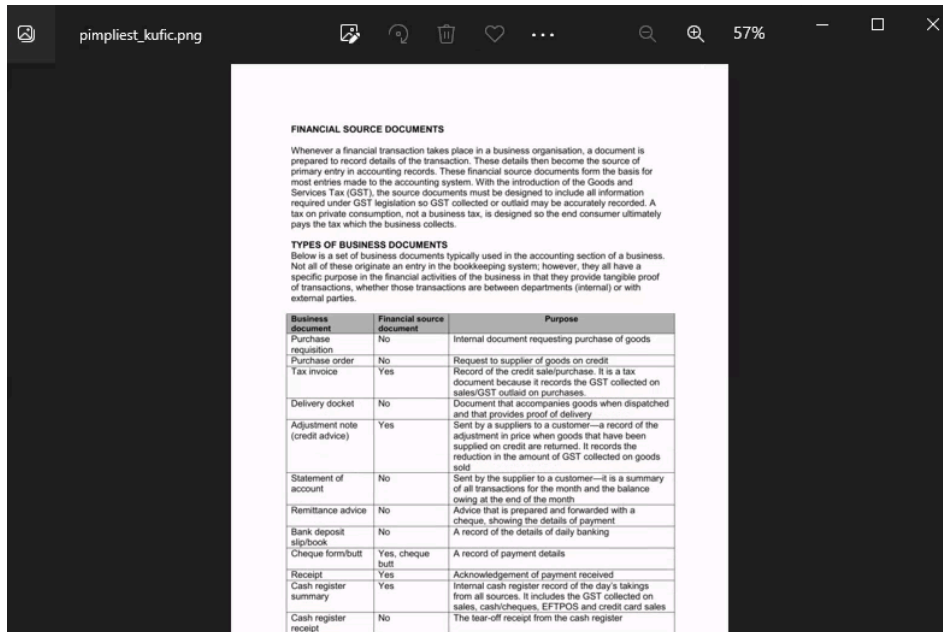 pimpliest_kufic.png
57%
FINANCIAL SOURCE DOCUMENTS
Whenever a financial transaction takes place in a business organisation, a document is
prepared to record details of the transaction. These details then become the source of
primary entry in accounting records. These financial source documents form the basis for
most entries made to the accounting system. With the introduction of the Goods and
Services Tax (GST), the source documents must be designed to include all information
required under GST legislation so GST collected or outlaid may be accurately recorded. A
tax on private consumption, not a business tax, is designed so the end consumer ultimately
pays the tax which the business collects.
TYPES OF BUSINESS DOCUMENTS
Below is a set of business documents typically used in the accounting section of a business.
Not all of these originate an entry in the bookkeeping system; however, they all have a
specific purpose in the financial activities of the business in that they provide tangible proof
of transactions, whether those transactions are between departments (internal) or with
external parties.
Business document | Financial source document | Purpose
Purchase requisition | No | Internal document requesting purchase of goods
Purchase order | No | Request to supplier of goods on credit
Tax invoice | Yes | Record of the credit sale/purchase. It is a tax
document because it records the GST collected on
sales/GST outlaid on purchases.
Delivery docket | No | Document that accompanies goods when dispatched
and that provides proof of delivery
Adjustment note (credit advice) | Yes | Sent by a suppliers to a customer—a record of the
adjustment in price when goods that have been
supplied on credit are returned. It records the
reduction in the amount of GST collected on goods
sold
Statement of account | No | Sent by the supplier to a customer—it is a summary
of all transactions for the month and the balance
owing at the end of the month
Remittance advice | No | Advice that is prepared and forwarded with a
cheque, showing the details of payment
Bank deposit slip/book | No | A record of the details of daily banking
Cheque form/butt | Yes, cheque butt | A record of payment details
Receipt | Yes | Acknowledgement of payment received
Cash register summary | Yes | Internal cash register record of the day's takings
from all sources. It includes the GST collected on
sales, cash/cheques, EFTPOS and credit card sales
Cash register receipt | No | The tear-off receipt from the cash register